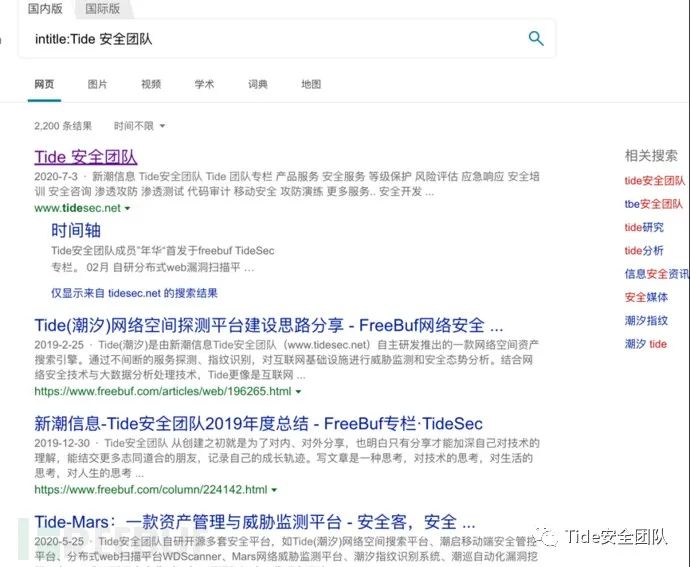 国内版 国际版
intitle:Tide 安全团队
网页 图片 视频 学术 词典 地图
2,200 条结果 时间不限
Tide 安全团队
2020-7-3 · 新潮信息 Tide安全团队 Tide 团队专栏 产品服务 安全服务 等级保护 风险评估 应急响应 安全培
训 安全咨询 渗透攻防 渗透测试 代码审计 移动安全 攻防演练 更多服务.. 安全开发 ...
www.tidesec.net
时间轴
Tide安全团队成员”年华“首发于freebuf TideSec
专栏。 02月 自研分布式web漏洞扫描平 ...
仅显示来自 tidesec.net 的搜索结果
Tide(潮汐)网络空间探测平台建设思路分享 - FreeBuf网络安全 ...
2019-2-25 · Tide(潮汐)是由新潮信息Tide安全团队（www.tidesec.net）自主研发推出的一款网络空间资产
搜索引擎。通过不间断的服务探测、指纹识别，对互联网基础设施进行威胁监测和安全态势分析。结合网
络安全技术与大数据分析处理技术，Tide更像是互联网 ...
https://www.freebuf.com/articles/web/196265.html
新潮信息-Tide安全团队2019年度总结 - FreeBuf专栏·TideSec
2019-12-30 · Tide安全团队 从创建之初就是为了对内、对外分享，也明白只有分享才能加深自己对技术的
理解，能结交更多志同道合的朋友，记录自己的成长轨迹。写文章是一种思考，对技术的思考，对生活的
思考，对人生的思考 ...
https://www.freebuf.com/column/224142.html
Tide-Mars：一款资产管理与威胁监测平台 - 安全客，安全 ...
2020-5-25 · Tide安全团队自研开源多套安全平台，如Tide(潮汐)网络空间搜索平台、潮启移动端安全管控
平台、分布式web扫描平台WDScanner、Mars网络威胁监测平台、潮汐指纹识别系统、潮巡自动化漏洞挖
相关搜索
tide安全团队
tbe安全团队
tide研究
tide分析
信息安全资讯
安全媒体
潮汐指纹
潮汐 tide
Tide安全团队